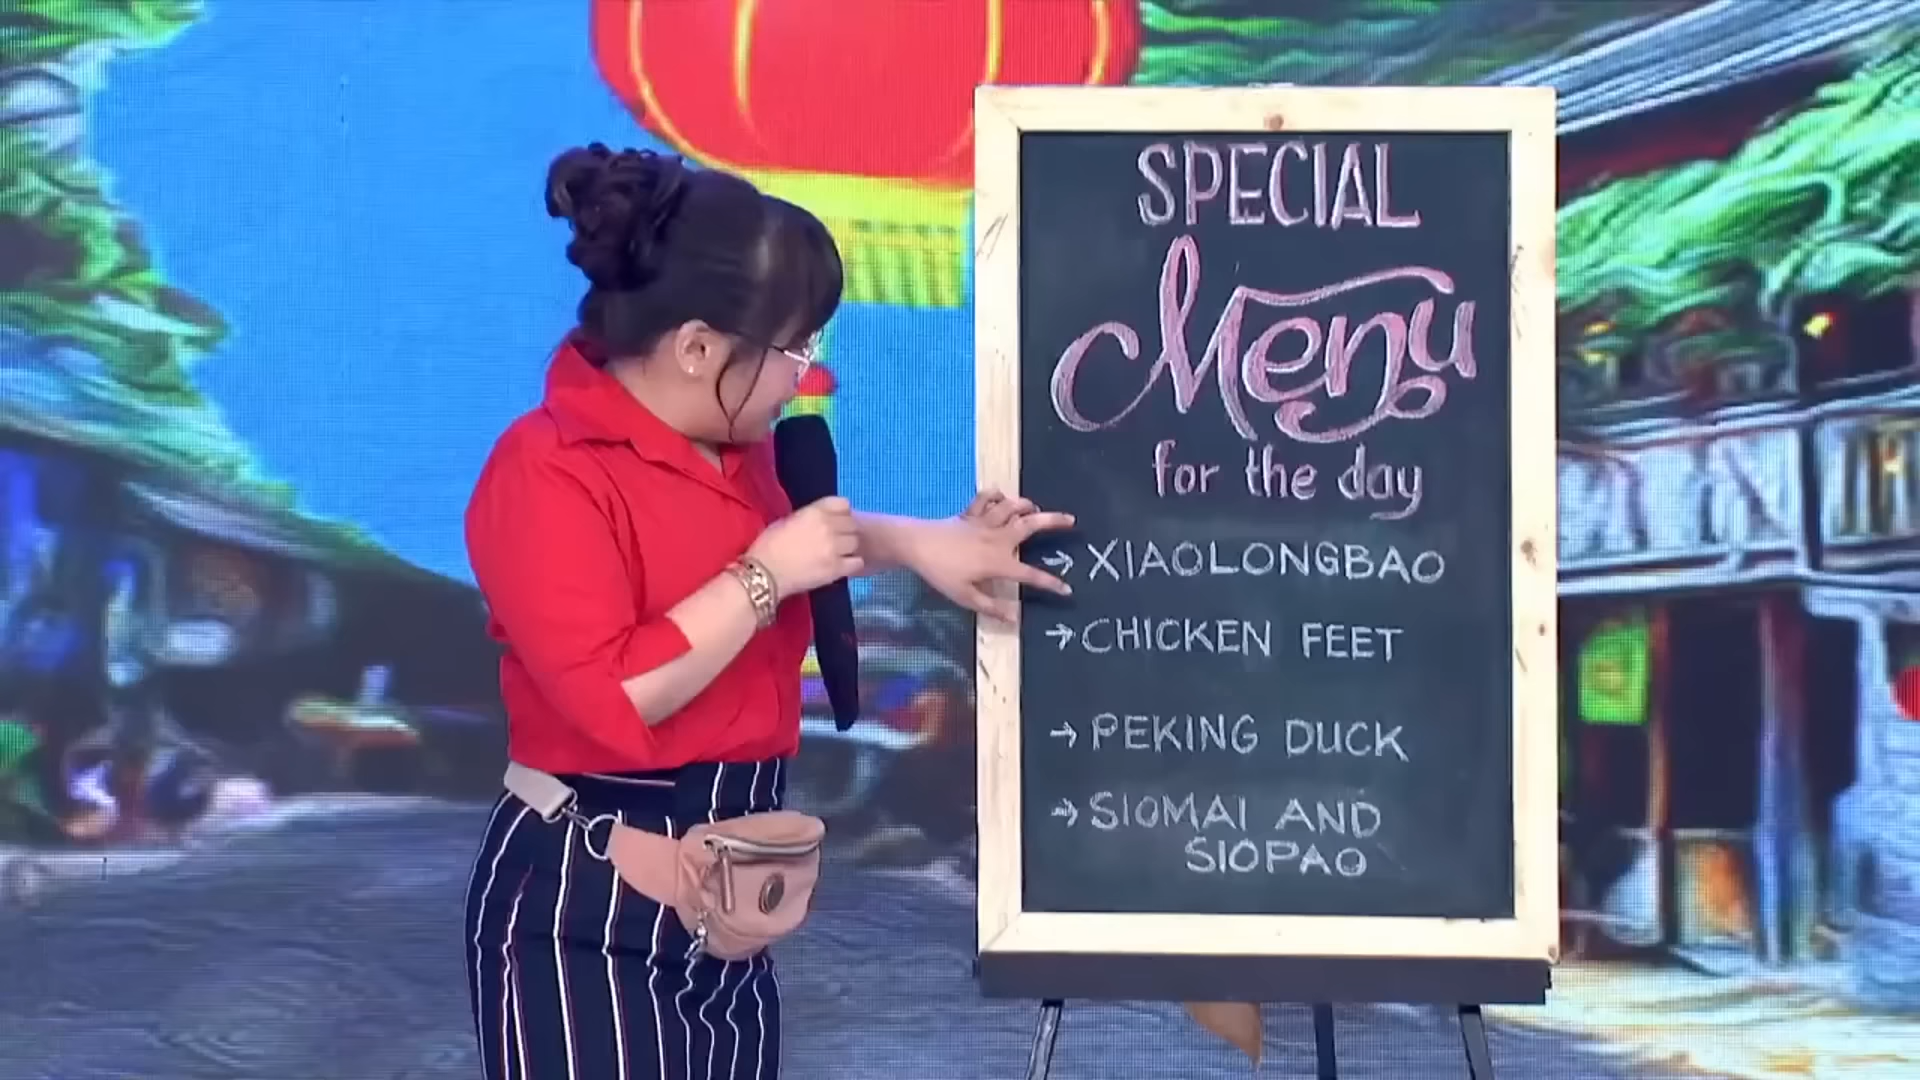 SPECIAL
Menu
for the day
→ XIAOLONGBAO
→ CHICKEN FEET
→ PEKING DUCK
→ SIOMAI AND
SIOPAO